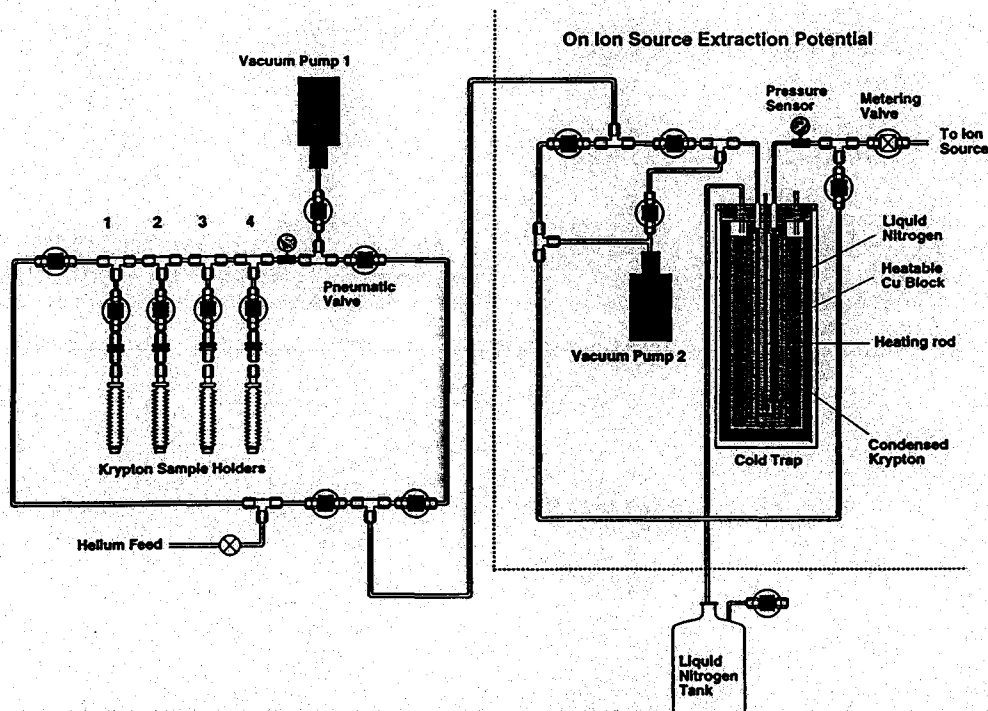 On Ion Source Extraction Potential
Vacuum Pump 1
Pressure
Sensor
Metering
Valve
To Ion
Source
1 2 3 4
Liquid
Nitrogen
Pneumatic
Valve
Heatable
Cu Block
Heating rod
Vacuum Pump 2
Condensed
Krypton
Cold Trap
Krypton Sample Holders
Helium Feed
Liquid
Nitrogen
Tank